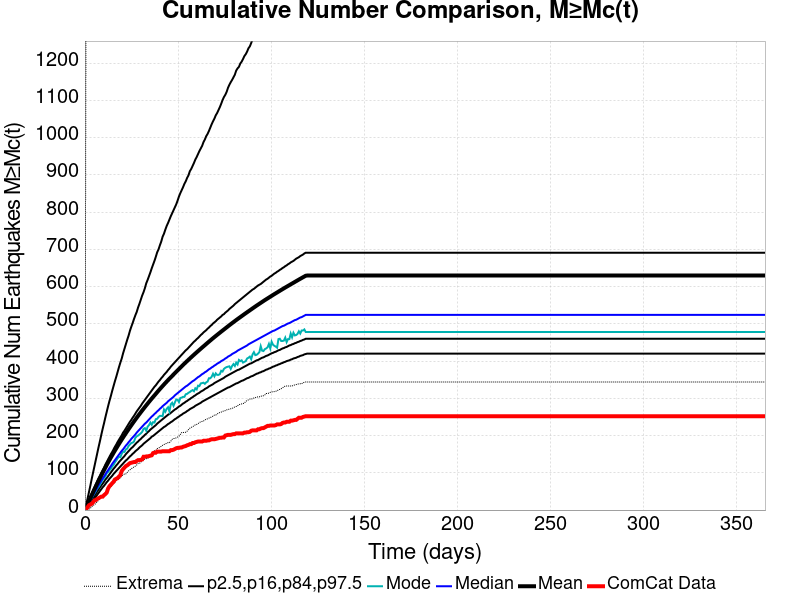 Cumulative Number Comparison, M≥Mc(t)
Cumulative Num Earthquakes M≥Mc(t)
1200
1100
1000
900
800
700
600
500
400
300
200
100
0
0 50 100 150 200 250 300 350
Time (days)
Extrema p2.5,p16,p84,p97.5 Mode Median Mean ComCat Data